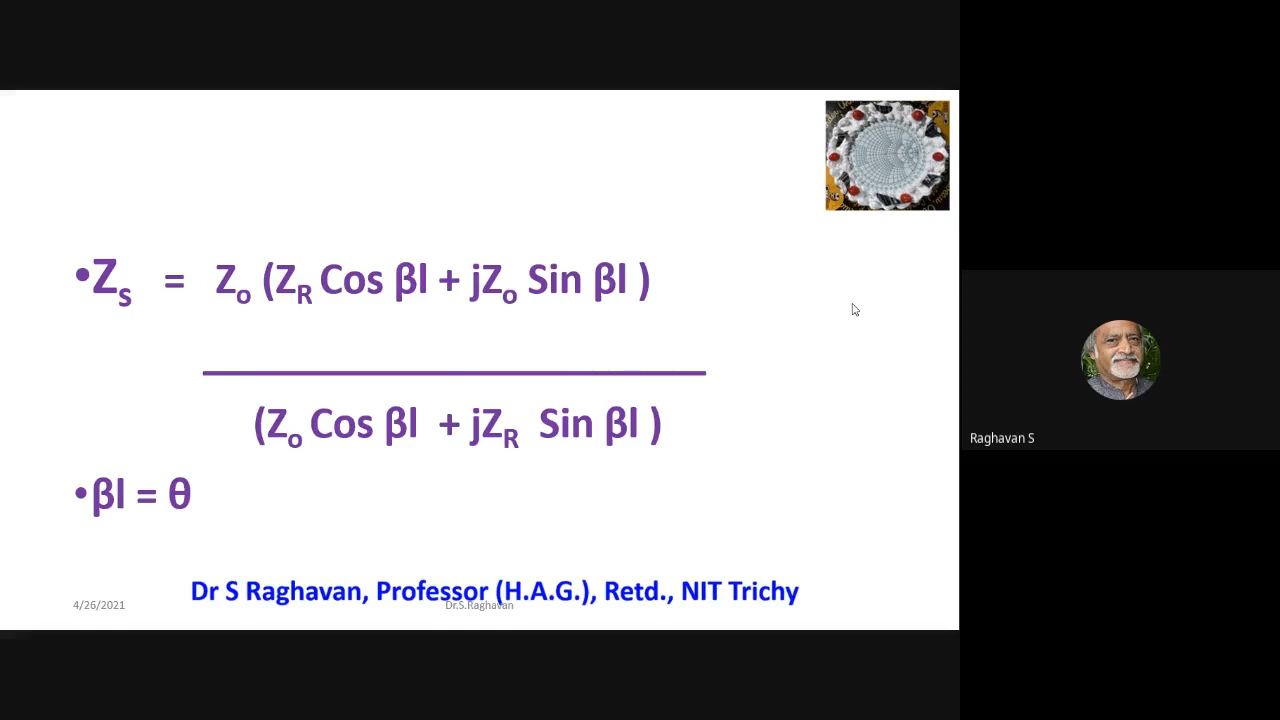 •Zs = Zo (ZR Cos βl + jZo Sin βl )
(Zo Cos βl + jZR Sin βl )
•βl = θ
Dr S Raghavan, Professor (H.A.G.), Retd., NIT Trichy
4/26/2021
Dr.S.Raghavan
Raghavan S